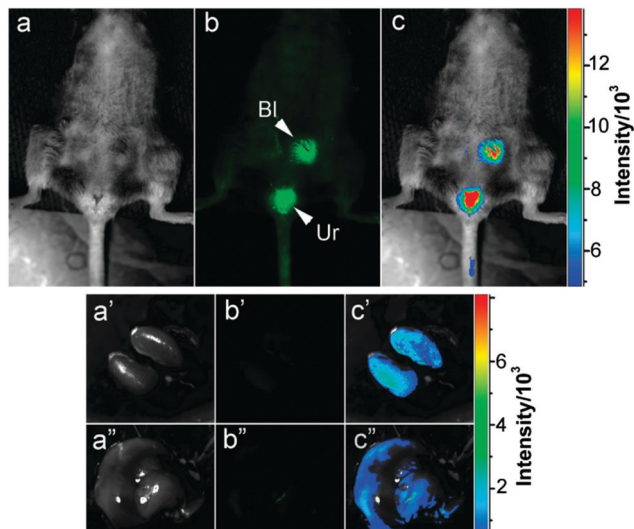 a
b
c
Bl
Ur
12
10
8
6
Intensity/10³
a’
b’
c’
a’’
b’’
c’’
6
4
2
Intensity/10³